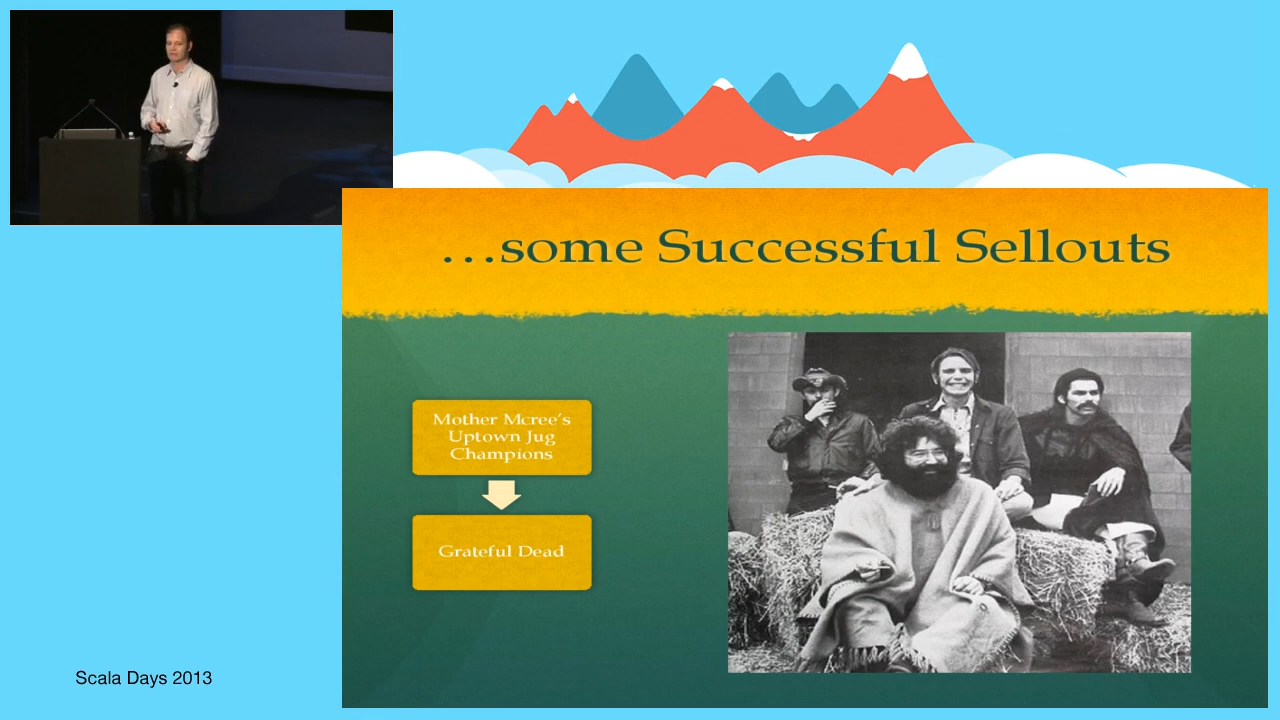 …some Successful Sellouts
Mother Mcree's
Uptown Jug
Champions
Grateful Dead
Scala Days 2013